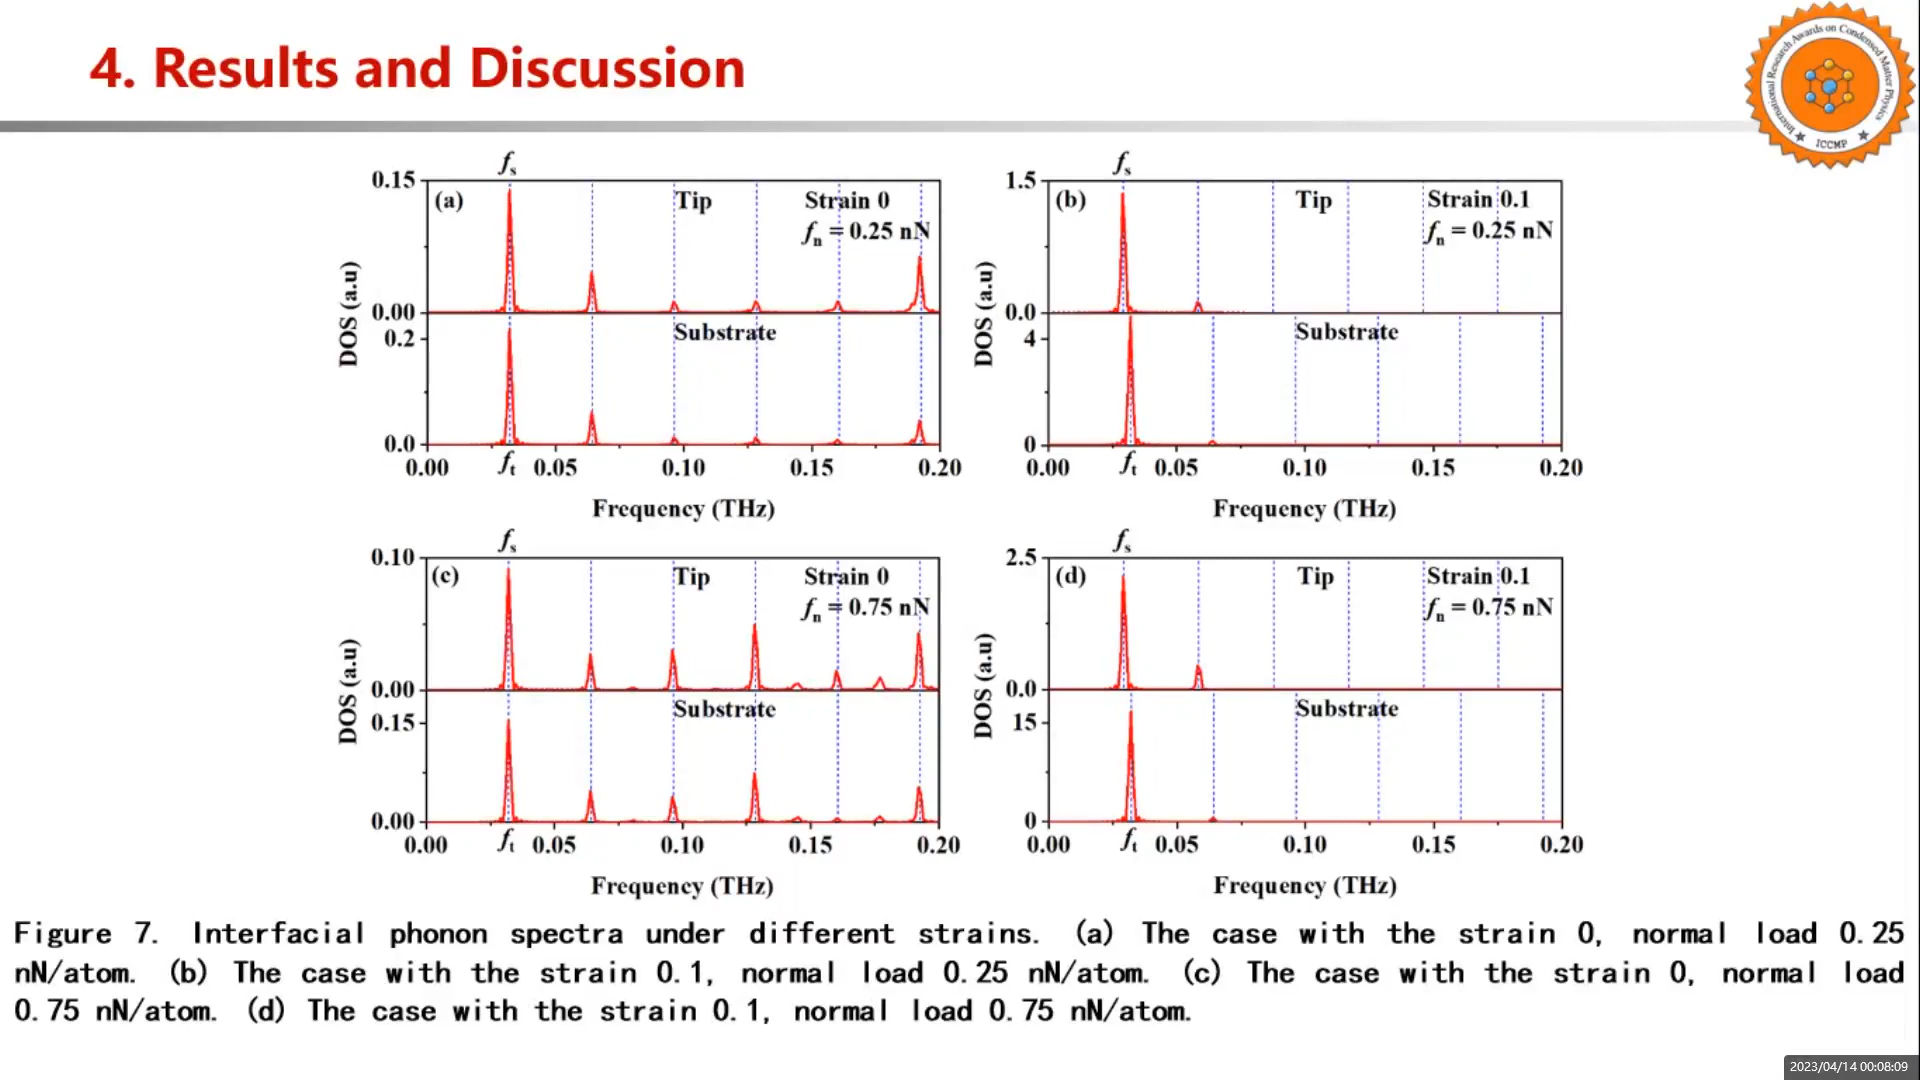 4. Results and Discussion
International Research Awards on Condensed Matter Physics
ICCMP
fs
0.15
(a)
Tip
Strain 0
fn = 0.25 nN
0.00
DOS (a.u)
0.2
Substrate
0.0
0.00
ft
0.05
0.10
0.15
0.20
Frequency (THz)
fs
1.5
(b)
Tip
Strain 0.1
fn = 0.25 nN
0.0
DOS (a.u)
4
Substrate
0
0.00
ft
0.05
0.10
0.15
0.20
Frequency (THz)
fs
0.10
(c)
Tip
Strain 0
fn = 0.75 nN
0.00
DOS (a.u)
0.15
Substrate
0.00
0.00
ft
0.05
0.10
0.15
0.20
Frequency (THz)
fs
2.5
(d)
Tip
Strain 0.1
fn = 0.75 nN
0.0
DOS (a.u)
15
Substrate
0
0.00
ft
0.05
0.10
0.15
0.20
Frequency (THz)
Figure 7. Interfacial phonon spectra under different strains. (a) The case with the strain 0, normal load 0.25
nN/atom. (b) The case with the strain 0.1, normal load 0.25 nN/atom. (c) The case with the strain 0, normal load
0.75 nN/atom. (d) The case with the strain 0.1, normal load 0.75 nN/atom.
2023/04/14 00:08:09